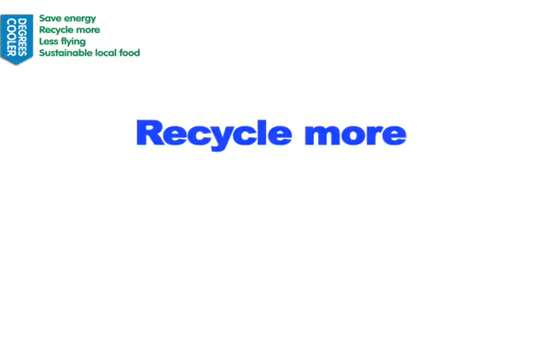 DEGREES
COOLER
Save energy
Recycle more
Less flying
Sustainable local food
Recycle more